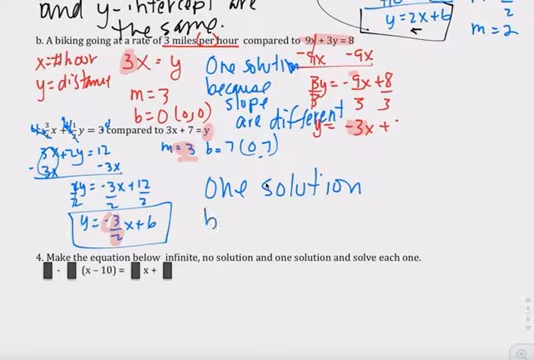 and y-intercept are
the same.
y = 2x + 6
m = 2
b. A biking going at a rate of 3 miles (per) hour compared to 9x + 3y = 8
x = # hour
y = distance
3x = y
m = 3
b = 0 (0,0)
One solution
because
slope
are different
-9x -9x
3y = -9x + 8
3 3 3
y = -3x +
x + y = 3 compared to 3x + 7 = y
3x + 2y = 12
-3x -3x
2y = -3x + 12
2 2 2
y = -3/2 x + 6
m = 3 b = 7 (0,7)
One solution
b
4. Make the equation below infinite, no solution and one solution and solve each one.
- (x – 10) = x +